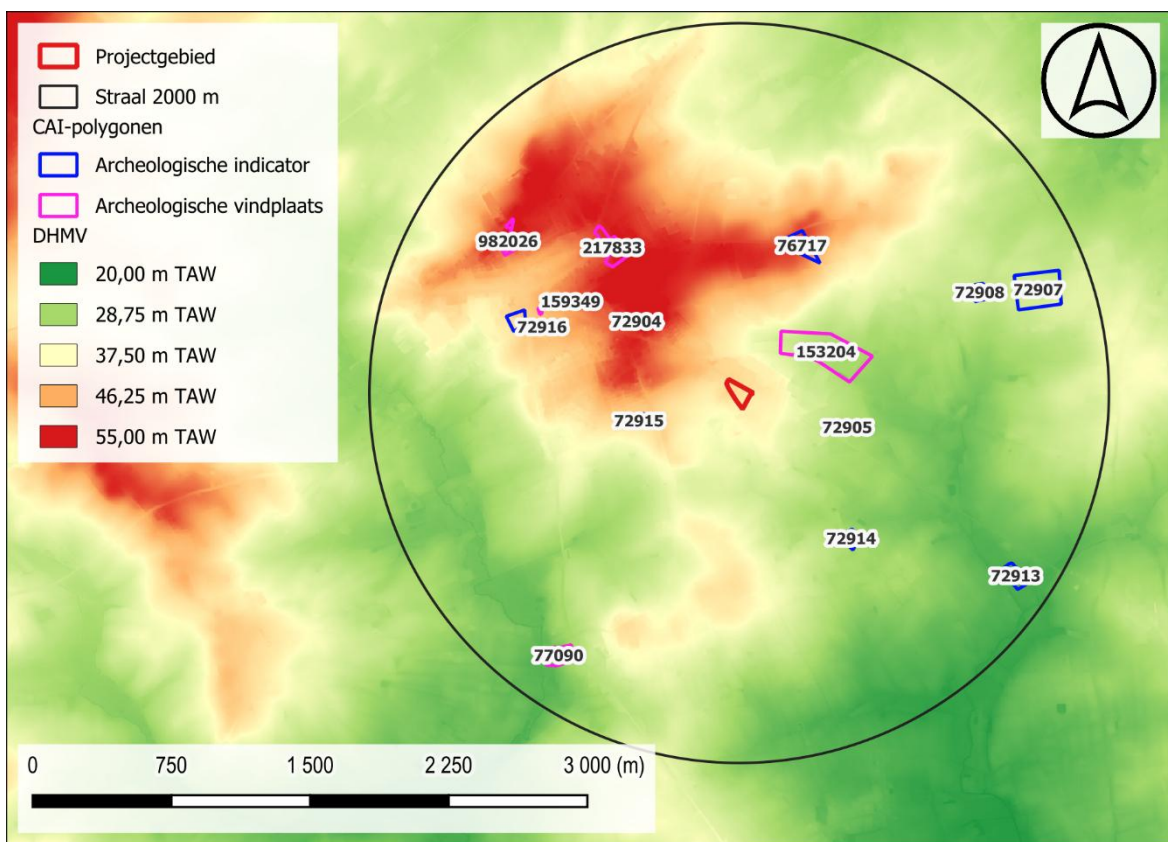 Projectgebied
Straal 2000 m
CAI-polygonen
Archeologische indicator
Archeologische vindplaats
DHMV
20,00 m TAW
28,75 m TAW
37,50 m TAW
46,25 m TAW
55,00 m TAW
982026
217833
76717
72908
72907
159349
72916
72904
153204
72915
72905
72914
72913
77090
0 750 1 500 2 250 3 000 (m)